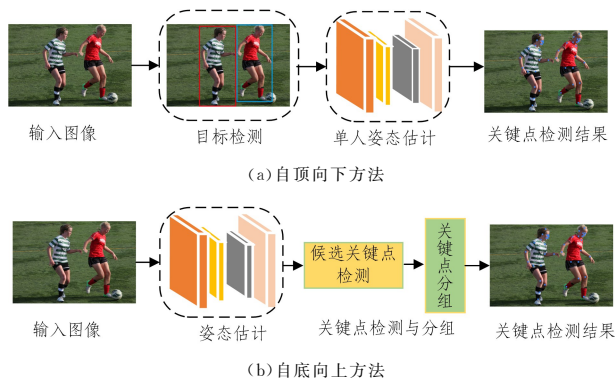 输入图像
目标检测
单人姿态估计
关键点检测结果
(a)自顶向下方法
候选关键点
检测
关键点分组
输入图像
姿态估计
关键点检测与分组
关键点检测结果
(b)自底向上方法